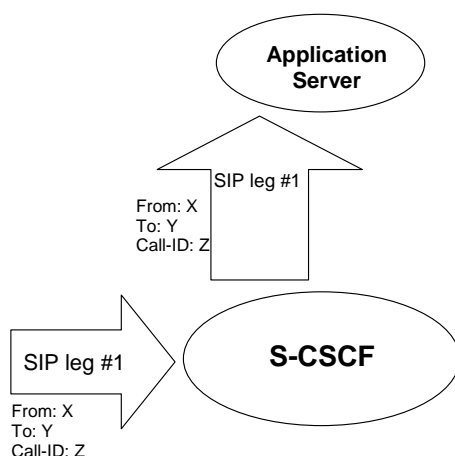 Application
Server
SIP leg #1
From: X
To: Y
Call-ID: Z
S-CSCF
SIP leg #1
From: X
To: Y
Call-ID: Z